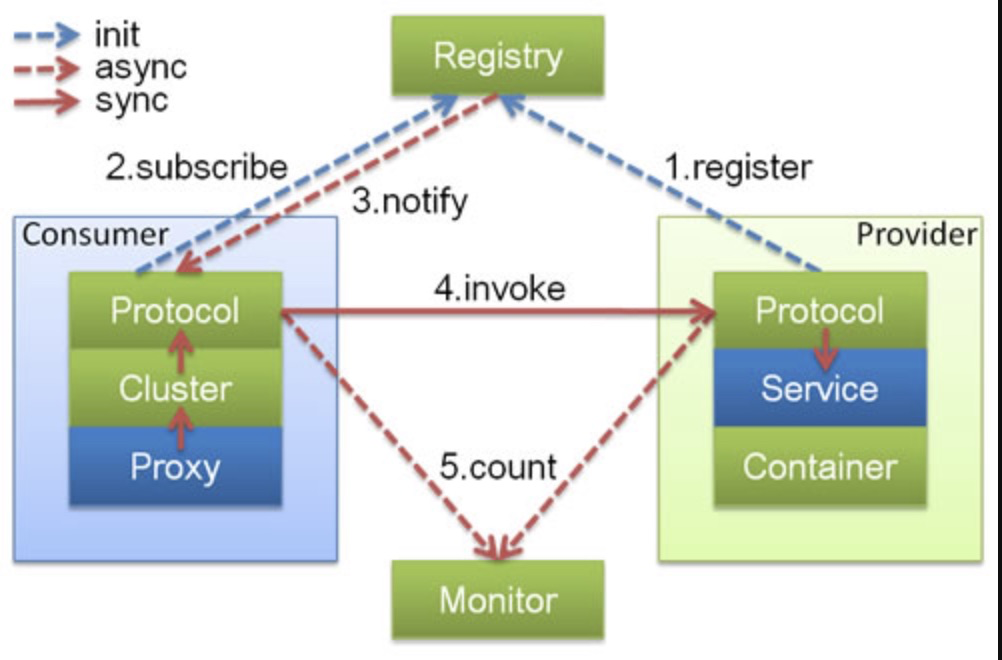 init
async
sync
Registry
2.subscribe
1.register
3.notify
Consumer
Provider
Protocol
4.invoke
Protocol
Cluster
Service
Proxy
5.count
Container
Monitor